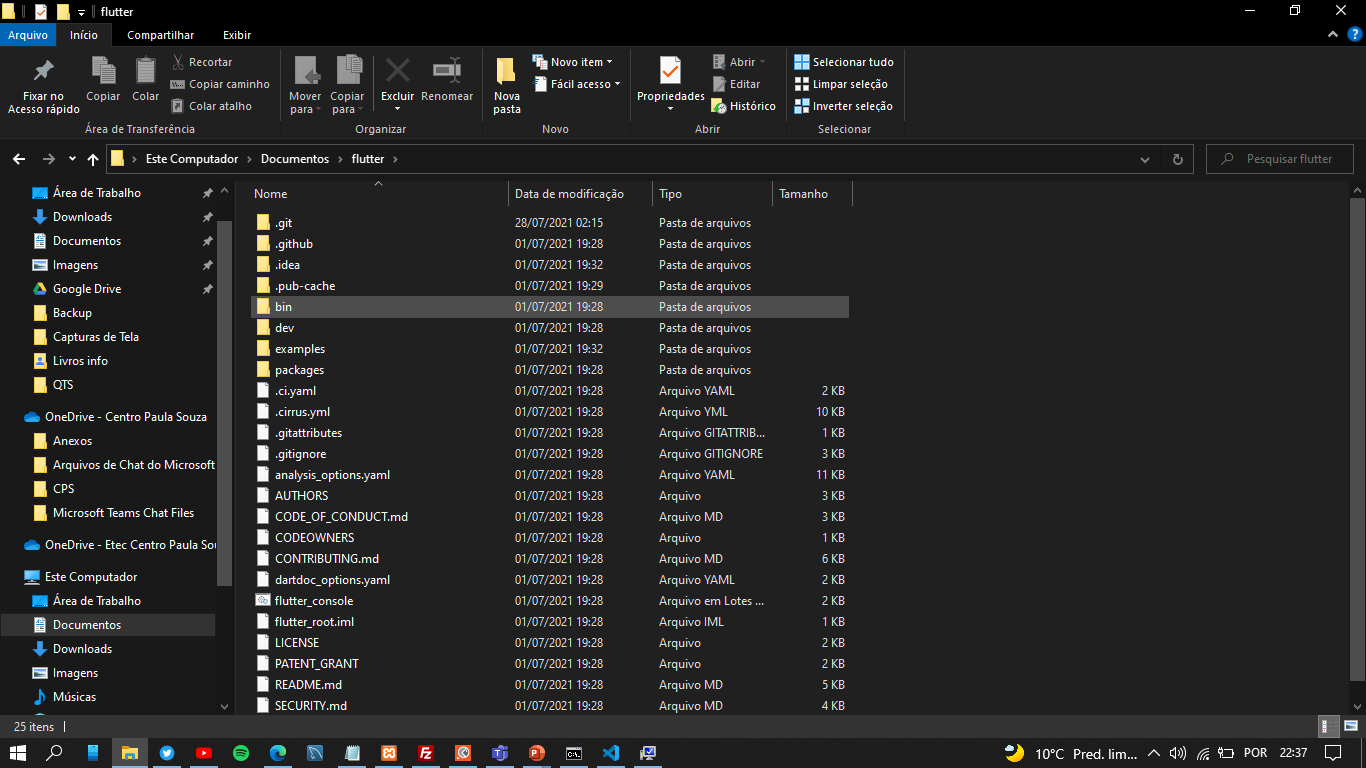 flutter
Arquivo Início Compartilhar Exibir
Fixar no Acesso rápido
Copiar
Colar
Recortar
Copiar caminho
Colar atalho
Área de Transferência
Mover para
Copiar para
Excluir
Renomear
Organizar
Nova pasta
Novo item
Fácil acesso
Novo
Propriedades
Abrir
Editar
Histórico
Abrir
Selecionar tudo
Limpar seleção
Inverter seleção
Selecionar
Este Computador > Documentos > flutter >
Pesquisar flutter
Área de Trabalho
Downloads
Documentos
Imagens
Google Drive
Backup
Capturas de Tela
Livros info
QTS
OneDrive - Centro Paula Souza
Anexos
Arquivos de Chat do Microsoft
CPS
Microsoft Teams Chat Files
OneDrive - Etec Centro Paula Sou
Este Computador
Área de Trabalho
Documentos
Downloads
Imagens
Músicas
Nome Data de modificação Tipo Tamanho
.git 28/07/2021 02:15 Pasta de arquivos
.github 01/07/2021 19:28 Pasta de arquivos
.idea 01/07/2021 19:32 Pasta de arquivos
.pub-cache 01/07/2021 19:29 Pasta de arquivos
bin 01/07/2021 19:28 Pasta de arquivos
dev 01/07/2021 19:28 Pasta de arquivos
examples 01/07/2021 19:32 Pasta de arquivos
packages 01/07/2021 19:28 Pasta de arquivos
.ci.yaml 01/07/2021 19:28 Arquivo YAML 2 KB
.cirrus.yml 01/07/2021 19:28 Arquivo YML 10 KB
.gitattributes 01/07/2021 19:28 Arquivo GITATTRIB... 1 KB
.gitignore 01/07/2021 19:28 Arquivo GITIGNORE 3 KB
analysis_options.yaml 01/07/2021 19:28 Arquivo YAML 11 KB
AUTHORS 01/07/2021 19:28 Arquivo 3 KB
CODE_OF_CONDUCT.md 01/07/2021 19:28 Arquivo MD 3 KB
CODEOWNERS 01/07/2021 19:28 Arquivo 1 KB
CONTRIBUTING.md 01/07/2021 19:28 Arquivo MD 6 KB
dartdoc_options.yaml 01/07/2021 19:28 Arquivo YAML 2 KB
flutter_console 01/07/2021 19:28 Arquivo em Lotes ... 2 KB
flutter_root.iml 01/07/2021 19:28 Arquivo IML 1 KB
LICENSE 01/07/2021 19:28 Arquivo 2 KB
PATENT_GRANT 01/07/2021 19:28 Arquivo 2 KB
README.md 01/07/2021 19:28 Arquivo MD 5 KB
SECURITY.md 01/07/2021 19:28 Arquivo MD 4 KB
25 itens
10°C Pred. lim... POR 22:37